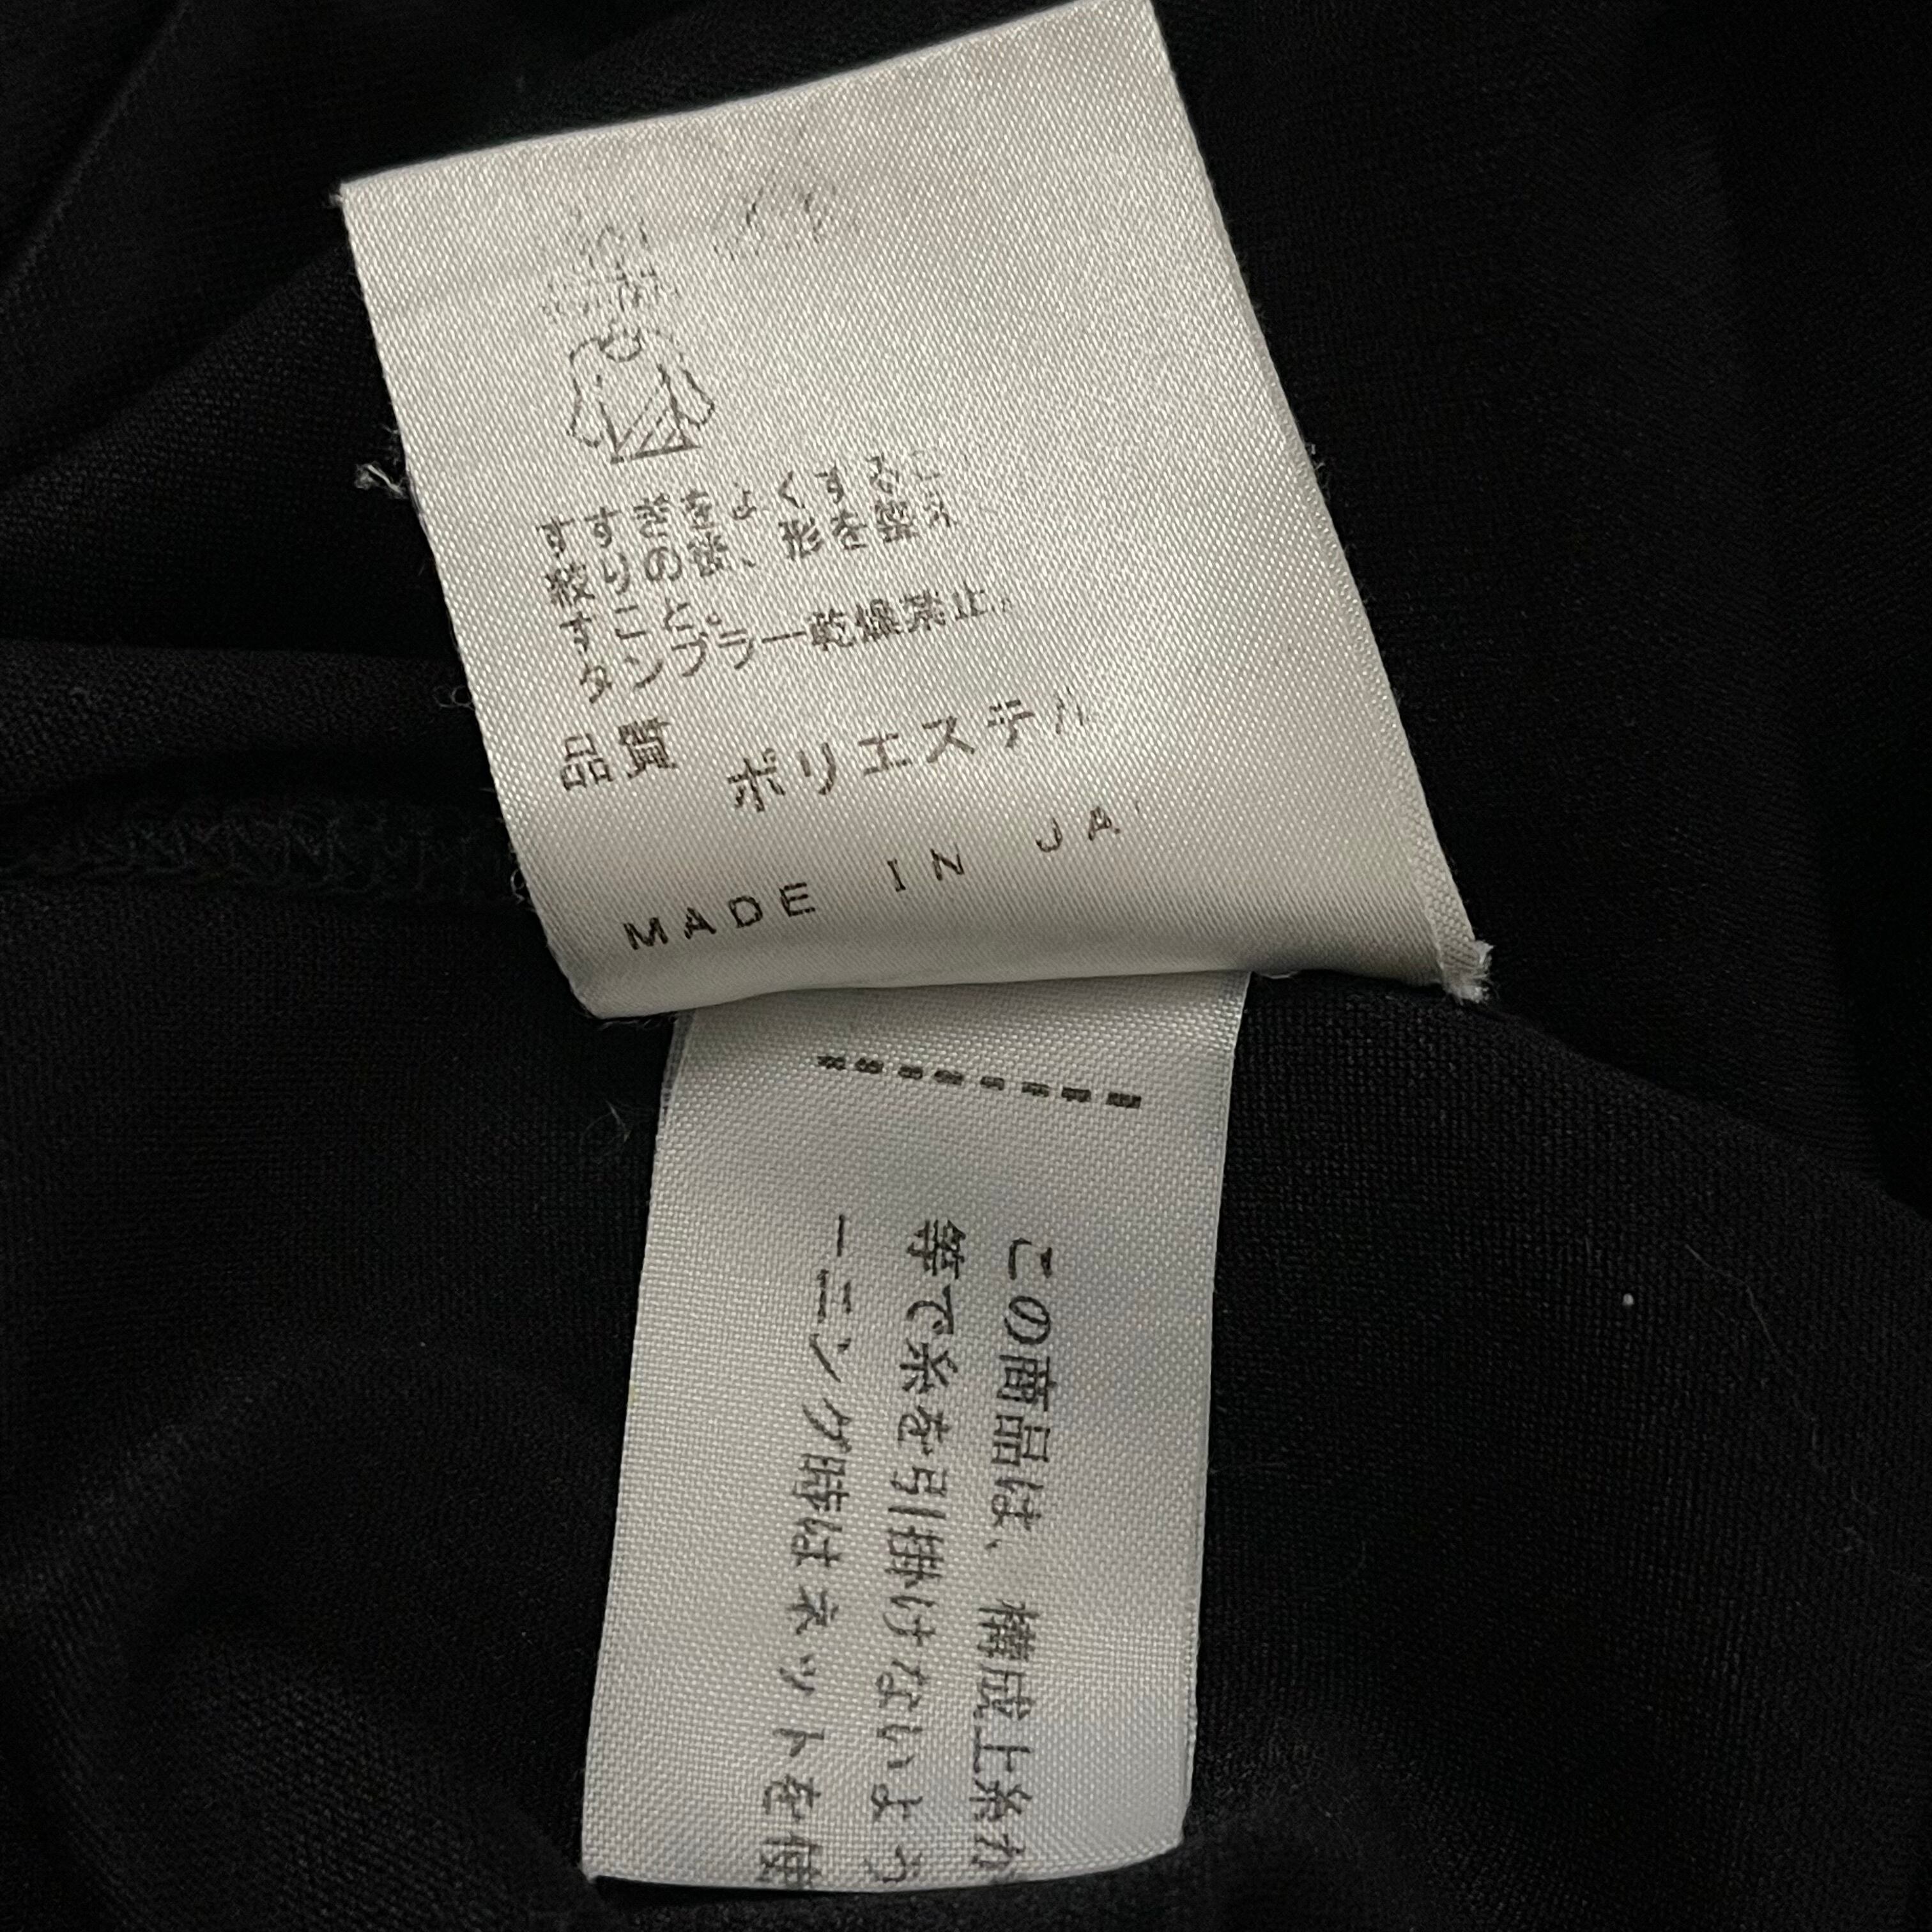 すすぎをよくするこ
絞りの後、形を整え
すこと。
タンブラー乾燥禁止
品質 ポリエステル
MADE IN JA
この商品は、構成上糸が
等で糸を引掛けないよう
ーニング時はネットを使